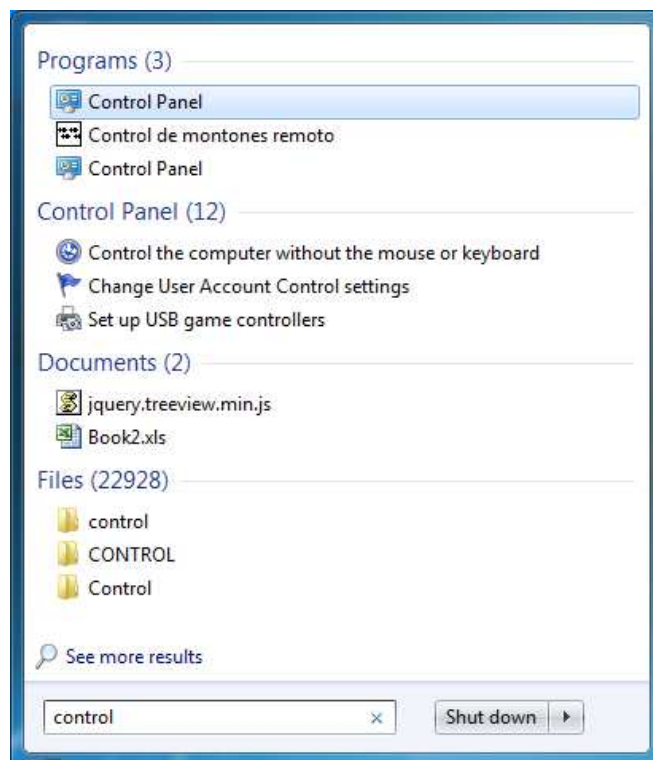 Programs (3)
Control Panel
Control de montones remoto
Control Panel
Control Panel (12)
Control the computer without the mouse or keyboard
Change User Account Control settings
Set up USB game controllers
Documents (2)
jquery.treeview.min.js
Book2.xls
Files (22928)
control
CONTROL
Control
See more results
control
Shut down